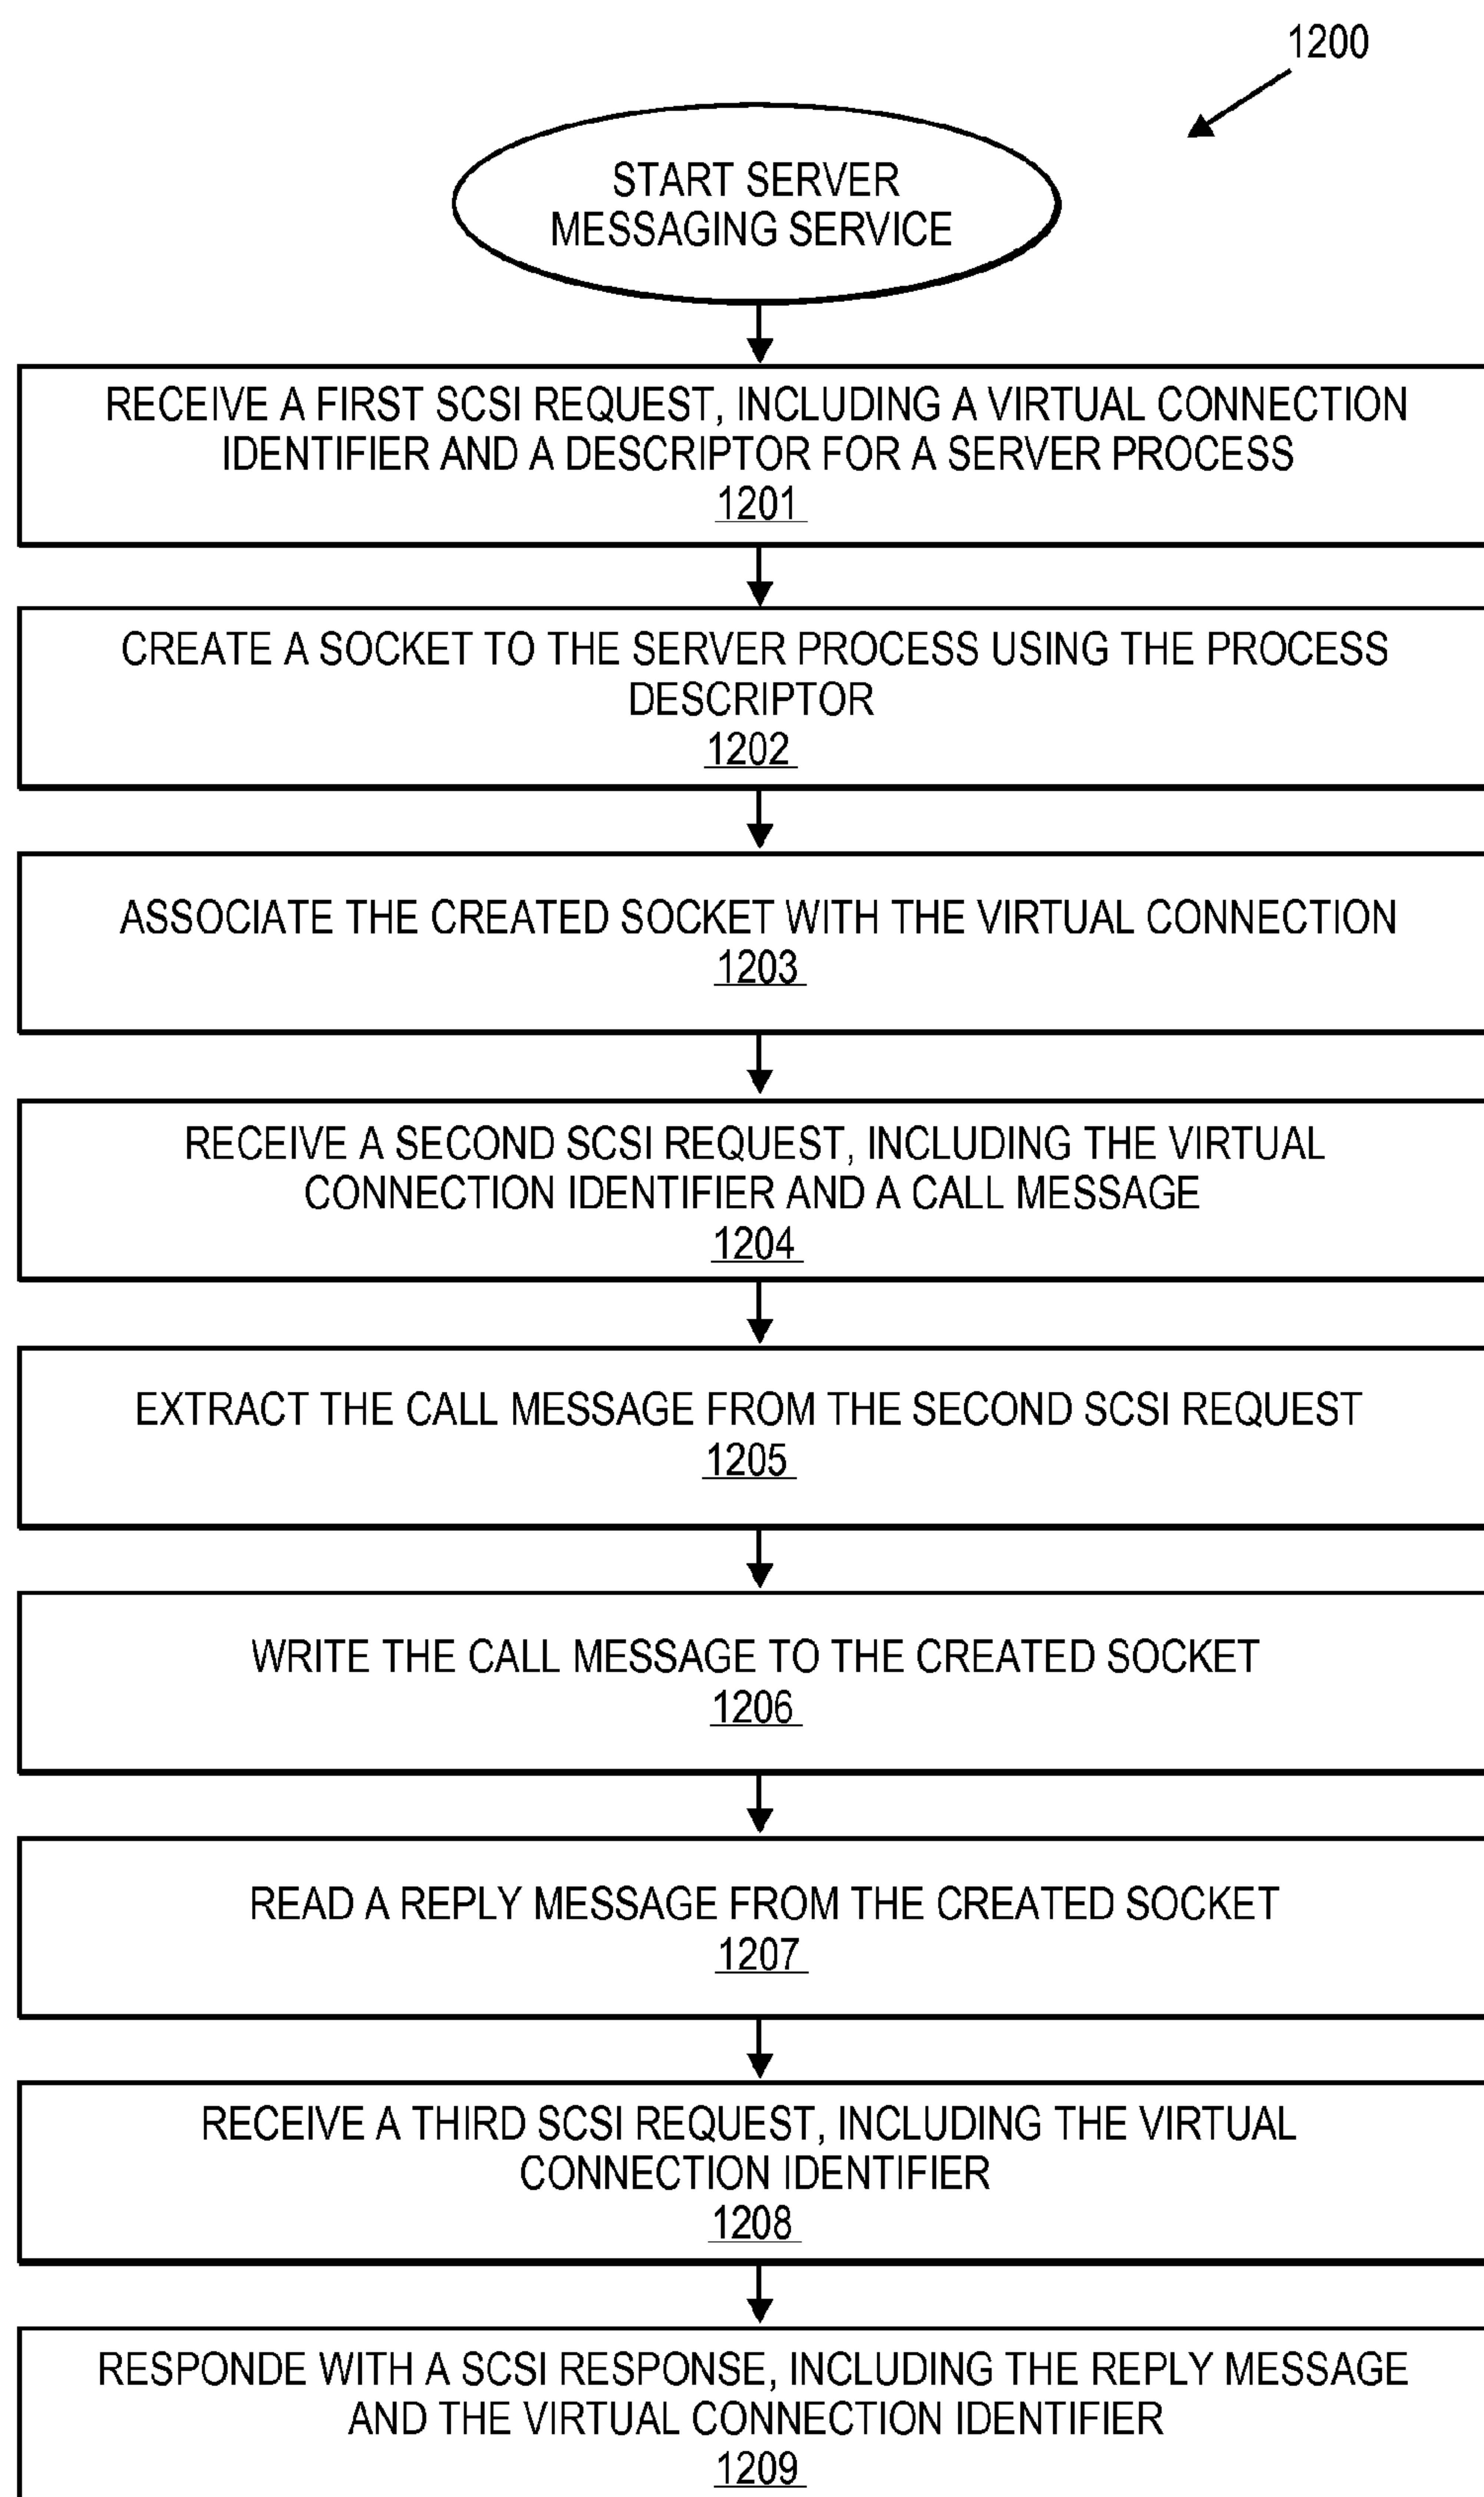 1200
START SERVER
MESSAGING SERVICE
RECEIVE A FIRST SCSI REQUEST, INCLUDING A VIRTUAL CONNECTION
IDENTIFIER AND A DESCRIPTOR FOR A SERVER PROCESS
1201
CREATE A SOCKET TO THE SERVER PROCESS USING THE PROCESS
DESCRIPTOR
1202
ASSOCIATE THE CREATED SOCKET WITH THE VIRTUAL CONNECTION
1203
RECEIVE A SECOND SCSI REQUEST, INCLUDING THE VIRTUAL
CONNECTION IDENTIFIER AND A CALL MESSAGE
1204
EXTRACT THE CALL MESSAGE FROM THE SECOND SCSI REQUEST
1205
WRITE THE CALL MESSAGE TO THE CREATED SOCKET
1206
READ A REPLY MESSAGE FROM THE CREATED SOCKET
1207
RECEIVE A THIRD SCSI REQUEST, INCLUDING THE VIRTUAL
CONNECTION IDENTIFIER
1208
RESPONDE WITH A SCSI RESPONSE, INCLUDING THE REPLY MESSAGE
AND THE VIRTUAL CONNECTION IDENTIFIER
1209